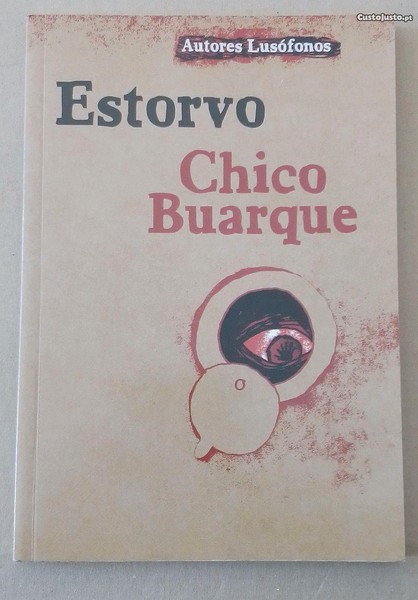 CustoJusto.pt
Autores Lusófonos
Estorvo
Chico
Buarque